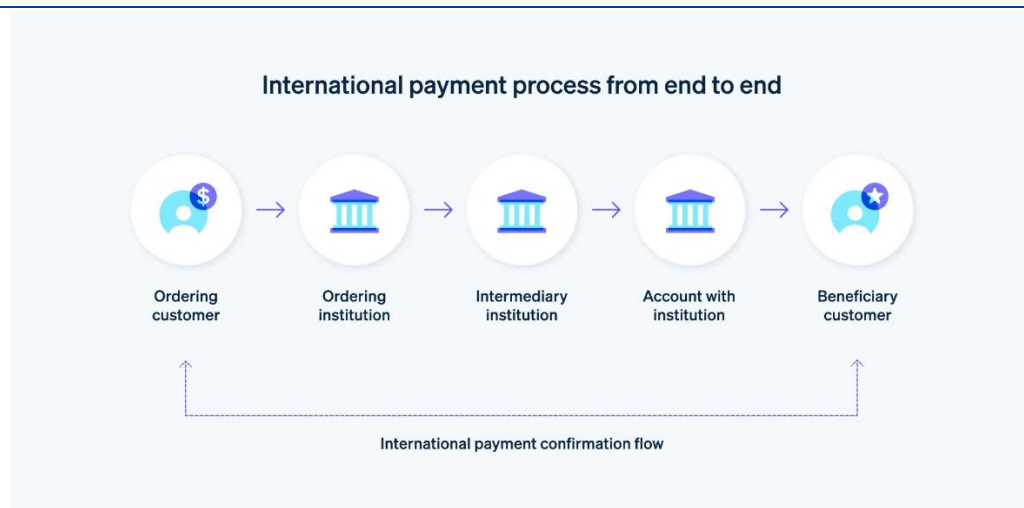 International payment process from end to end
$
Ordering
customer
Ordering
institution
Intermediary
institution
Account with
institution
Beneficiary
customer
International payment confirmation flow